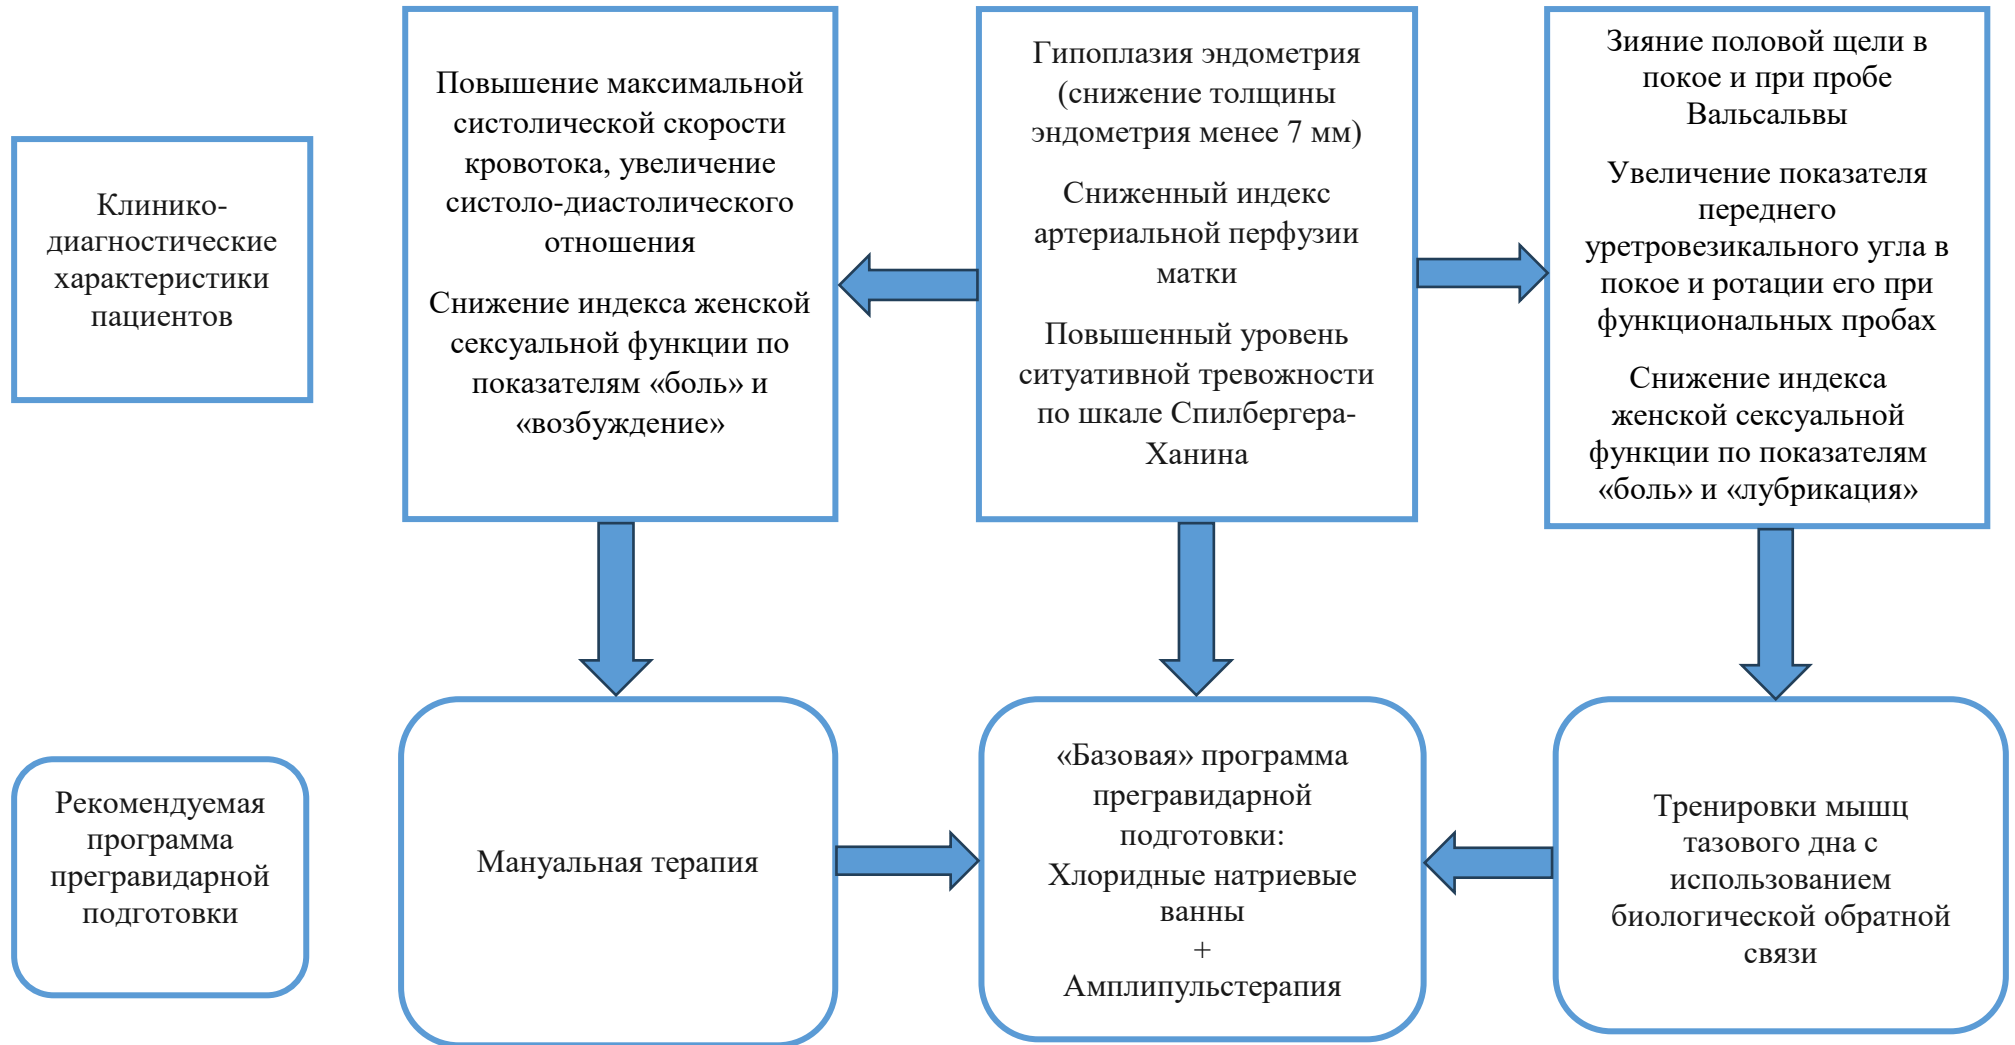 Клинико-
диагностические
характеристики
пациентов
Повышение максимальной
систолической скорости
кровотока, увеличение
систоло-диастолического
отношения
Снижение индекса женской
сексуальной функции по
показателям «боль» и
«возбуждение»
Гипоплазия эндометрия
(снижение толщины
эндометрия менее 7 мм)
Сниженный индекс
артериальной перфузии
матки
Повышенный уровень
ситуативной тревожности
по шкале Спилбергера-
Ханина
Зияние половой щели в
покое и при пробе
Вальсальвы
Увеличение показателя
переднего
уретровезикального угла в
покое и ротации его при
функциональных пробах
Снижение индекса
женской сексуальной
функции по показателям
«боль» и «лубрикация»
Рекомендуемая
программа
прегравидарной
подготовки
Мануальная терапия
«Базовая» программа
прегравидарной
подготовки:
Хлоридные натриевые
ванны
+
Амплипульстерапия
Тренировки мышц
тазового дна с
использованием
биологической обратной
связи